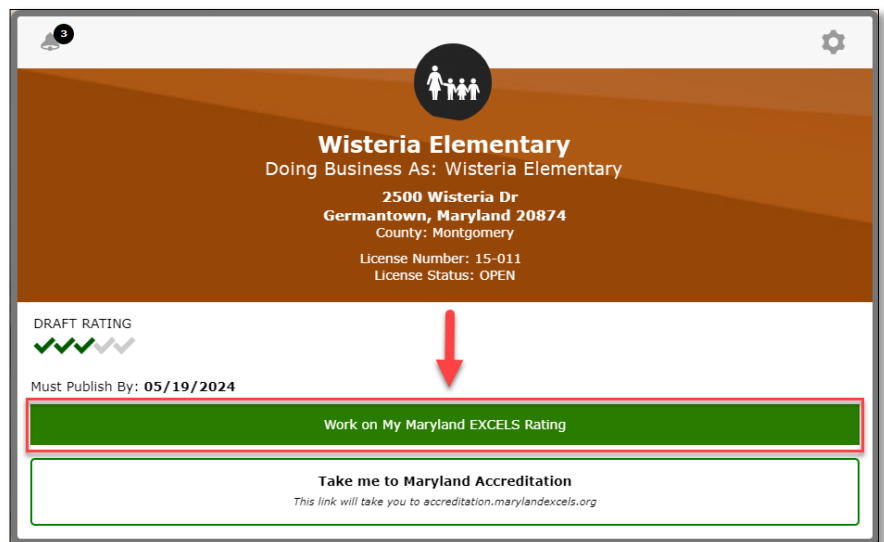 3
Wisteria Elementary
Doing Business As: Wisteria Elementary
2500 Wisteria Dr
Germantown, Maryland 20874
County: Montgomery
License Number: 15-011
License Status: OPEN
DRAFT RATING
Must Publish By: 05/19/2024
Work on My Maryland EXCELS Rating
Take me to Maryland Accreditation
This link will take you to accreditation.marylandexcels.org